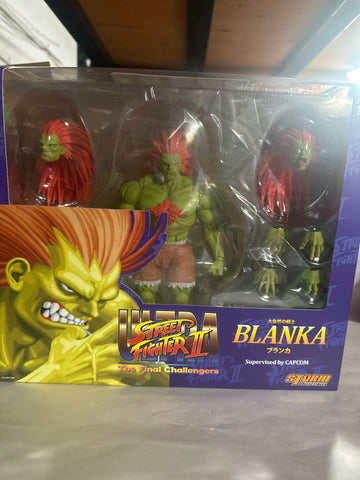 ULTRA
STREET
FIGHTER II
The Final Challengers
大自然の戦士
BLANKA
ブランカ
Supervised by CAPCOM
STORM
COLLECTIBLES